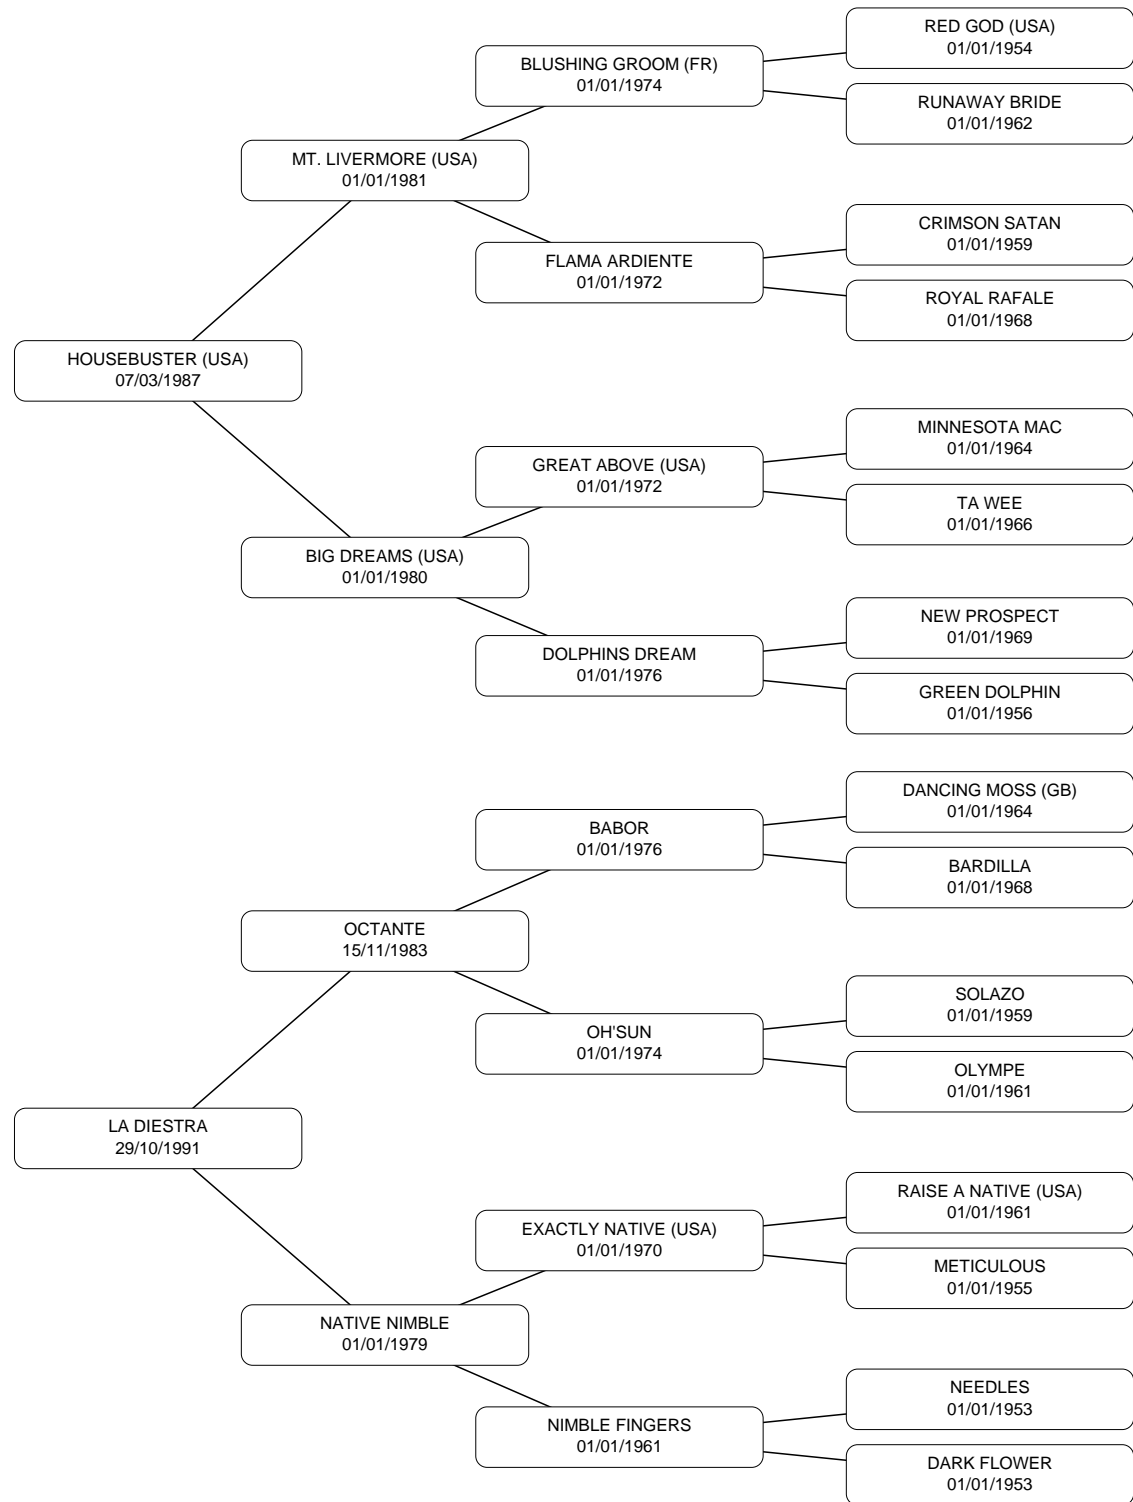 RED GOD (USA)
01/01/1954
BLUSHING GROOM (FR)
01/01/1974
RUNAWAY BRIDE
01/01/1962
MT. LIVERMORE (USA)
01/01/1981
CRIMSON SATAN
01/01/1959
FLAMA ARDIENTE
01/01/1972
ROYAL RAFALE
01/01/1968
HOUSEBUSTER (USA)
07/03/1987
MINNESOTA MAC
01/01/1964
GREAT ABOVE (USA)
01/01/1972
TA WEE
01/01/1966
BIG DREAMS (USA)
01/01/1980
NEW PROSPECT
01/01/1969
DOLPHINS DREAM
01/01/1976
GREEN DOLPHIN
01/01/1956
DANCING MOSS (GB)
01/01/1964
BABOR
01/01/1976
BARDILLA
01/01/1968
OCTANTE
15/11/1983
SOLAZO
01/01/1959
OH'SUN
01/01/1974
OLYMPE
01/01/1961
LA DIESTRA
29/10/1991
RAISE A NATIVE (USA)
01/01/1961
EXACTLY NATIVE (USA)
01/01/1970
METICULOUS
01/01/1955
NATIVE NIMBLE
01/01/1979
NEEDLES
01/01/1953
NIMBLE FINGERS
01/01/1961
DARK FLOWER
01/01/1953